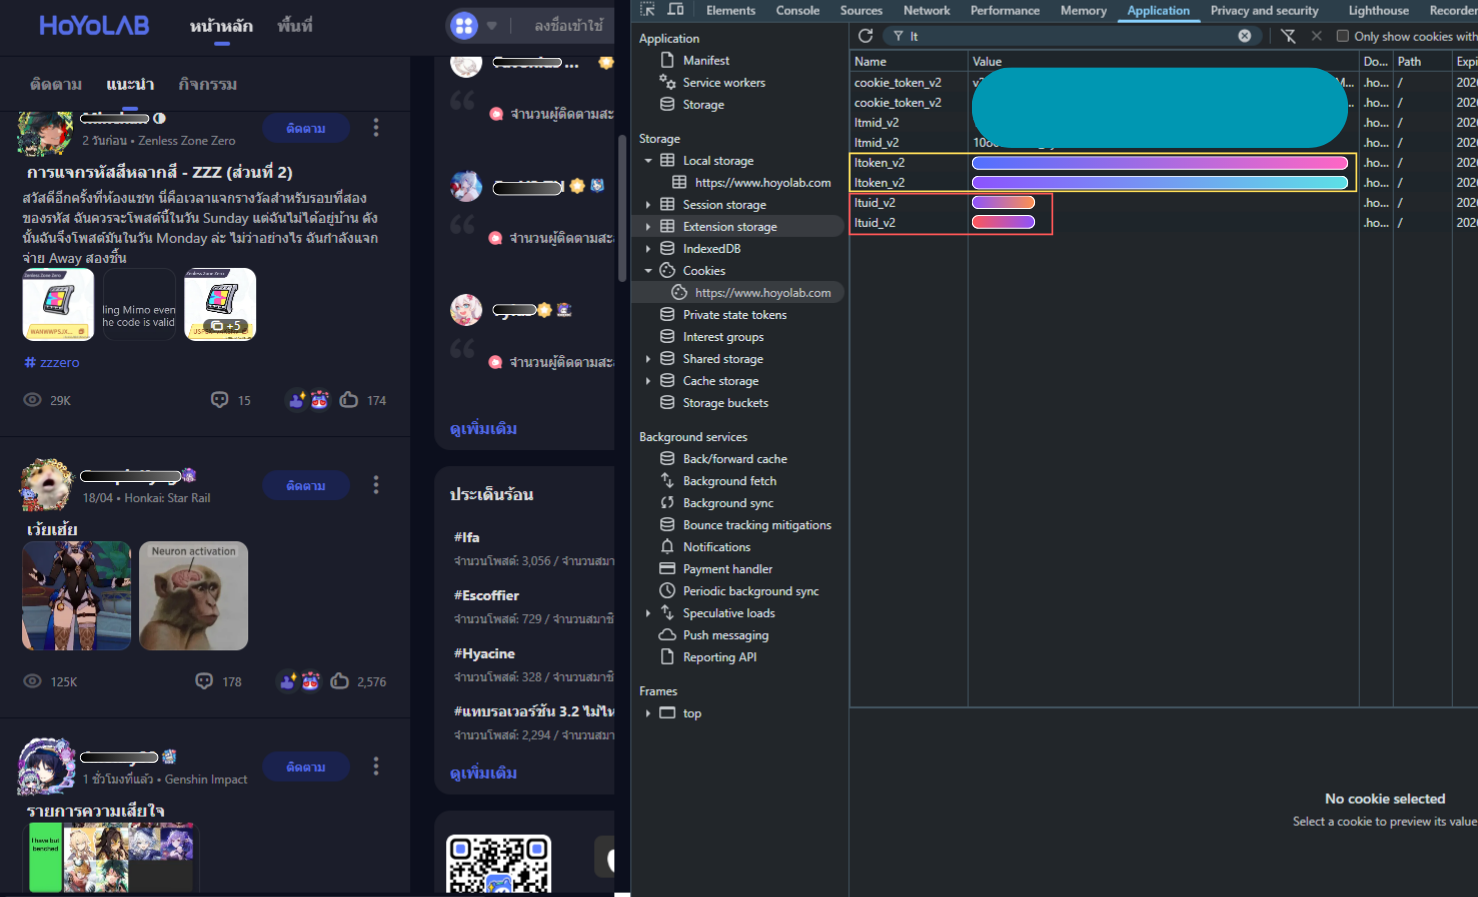 HoYoLAB
หน้าหลัก
พื้นที่
ลงชื่อเข้าใช้
ติดตาม
แนะนำ
กิจกรรม
ติดตาม
2 วันก่อน • Zenless Zone Zero
การแจกรหัสสีหลากสี - ZZZ (ส่วนที่ 2)
สวัสดีอีกครั้งที่ห้องแชท นี่คือเวลาแจกรางวัลสำหรับรอบที่สอง
ของรหัส ฉันควรจะโพสต์นี้ในวัน Sunday แต่ฉันไม่ได้อยู่บ้าน ดัง
นั้นฉันจึงโพสต์มันในวัน Monday ล่ะ ไม่ว่าอย่างไร ฉันกำลังแจก
จ่าย Away สองชิ้น
Zenless Zone Zero
WANWWPSJX...
ling Mimo even
he code is valid
Zenless Zone Zero
+5
# zzzero
29K
15
174
ติดตาม
18/04 • Honkai: Star Rail
เว้ยเฮ้ย
Neuron activation
125K
178
2,576
ติดตาม
1 ชั่วโมงที่แล้ว • Genshin Impact
รายการความเสียใจ
I have but
benched
...
จำนวนผู้ติดตามสะ
จำนวนผู้ติดตามสะ
จำนวนผู้ติดตามสะ
ดูเพิ่มเติม
ประเด็นร้อน
#Ifa
จำนวนโพสต์: 3,056 / จำนวนสมา
#Escoffier
จำนวนโพสต์: 729 / จำนวนสมาชิ
#Hyacine
จำนวนโพสต์: 328 / จำนวนสมาชิ
#แทบรอเวอร์ชัน 3.2 ไม่ไห
จำนวนโพสต์: 2,294 / จำนวนสมา
ดูเพิ่มเติม
Elements
Console
Sources
Network
Performance
Memory
Application
Privacy and security
Lighthouse
Recorder
Application
Manifest
Service workers
Storage
Storage
Local storage
https://www.hoyolab.com
Session storage
Extension storage
IndexedDB
Cookies
https://www.hoyolab.com
Private state tokens
Interest groups
Shared storage
Cache storage
Storage buckets
Background services
Back/forward cache
Background fetch
Background sync
Bounce tracking mitigations
Notifications
Payment handler
Periodic background sync
Speculative loads
Push messaging
Reporting API
Frames
top
lt
Only show cookies with
Name Value Do... Path Expi
cookie_token_v2 M... .ho... / 202
cookie_token_v2 ... .ho... / 202
ltmid_v2 .ho... / 202
ltmid_v2 .ho... / 202
ltoken_v2 .ho... / 202
ltoken_v2 .ho... / 202
ltuid_v2 .ho... / 202
ltuid_v2 .ho... / 202
No cookie selected
Select a cookie to preview its value